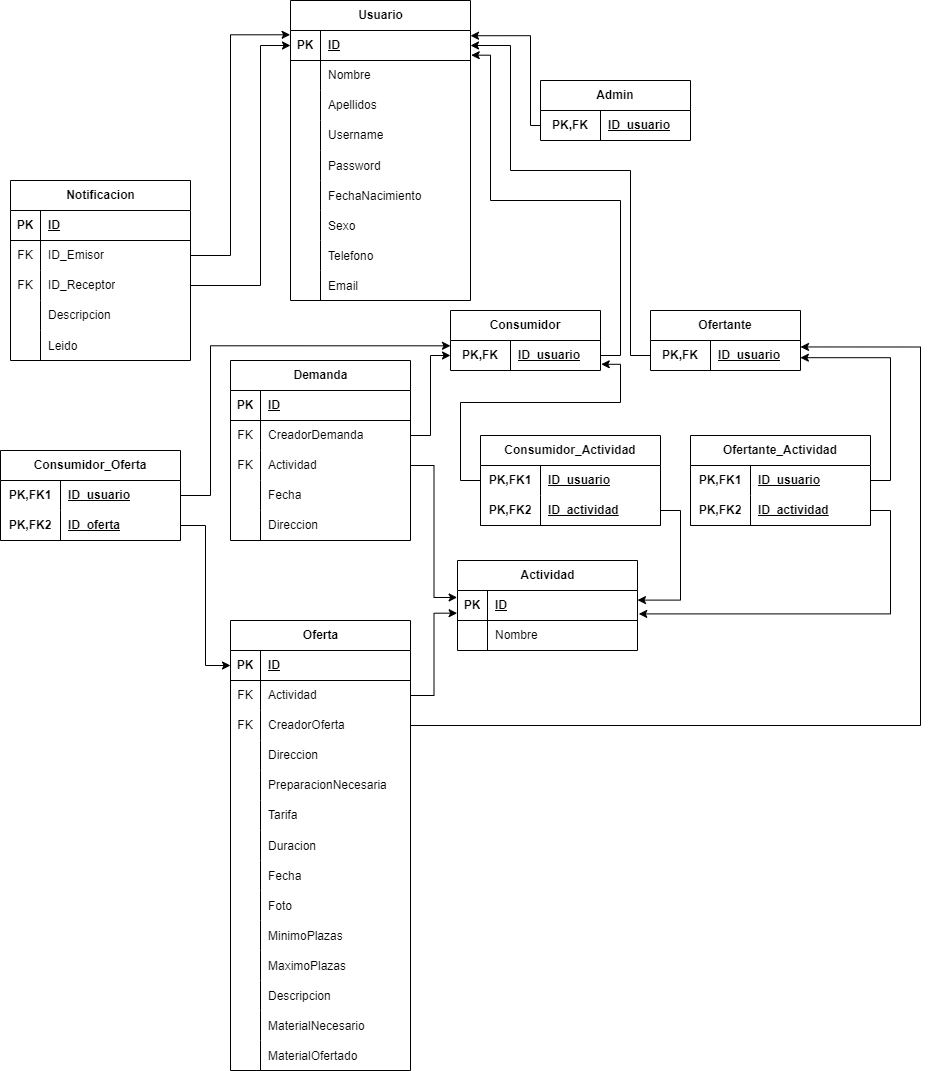 Usuario
PK ID
Nombre
Apellidos
Username
Password
FechaNacimiento
Sexo
Telefono
Email
Admin
PK,FK ID_usuario
Notificacion
PK ID
FK ID_Emisor
FK ID_Receptor
Descripcion
Leido
Consumidor
PK,FK ID_usuario
Ofertante
PK,FK ID_usuario
Demanda
PK ID
FK CreadorDemanda
FK Actividad
Fecha
Direccion
Consumidor_Oferta
PK,FK1 ID_usuario
PK,FK2 ID_oferta
Consumidor_Actividad
PK,FK1 ID_usuario
PK,FK2 ID_actividad
Ofertante_Actividad
PK,FK1 ID_usuario
PK,FK2 ID_actividad
Actividad
PK ID
Nombre
Oferta
PK ID
FK Actividad
FK CreadorOferta
Direccion
PreparacionNecesaria
Tarifa
Duracion
Fecha
Foto
MinimoPlazas
MaximoPlazas
Descripcion
MaterialNecesario
MaterialOfertado